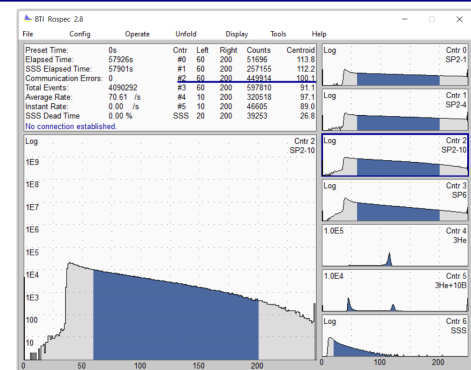 BTI Rospec 2.8
File Config Operate Unfold Display Tools Help
Preset Time: 0s Cntr Left Right Counts Centroid
Elapsed Time: 57926s #0 60 200 51696 113.8
SSS Elapsed Time: 57901s #1 60 200 257155 112.2
Communication Errors: 0 #2 60 200 449914 100.1
Total Events: 4090292 #3 60 200 597810 91.1
Average Rate: 70.61 /s #4 10 200 320518 97.1
Instant Rate: 0.00 /s #5 10 200 46605 89.0
SSS Dead Time 0.00 % SSS 20 200 39253 26.8
No connection established.
Log Cntr 2
SP2-10
1E9
1E8
1E7
1E6
1E5
1E4
1E3
100
10
0 50 100 150 200
Log Cntr 0
SP2-1
Log Cntr 1
SP2-4
Log Cntr 2
SP2-10
Log Cntr 3
SP6
1.0E5 Cntr 4
3He
1.0E4 Cntr 5
3He+10B
Log Cntr 6
SSS
0 100 200